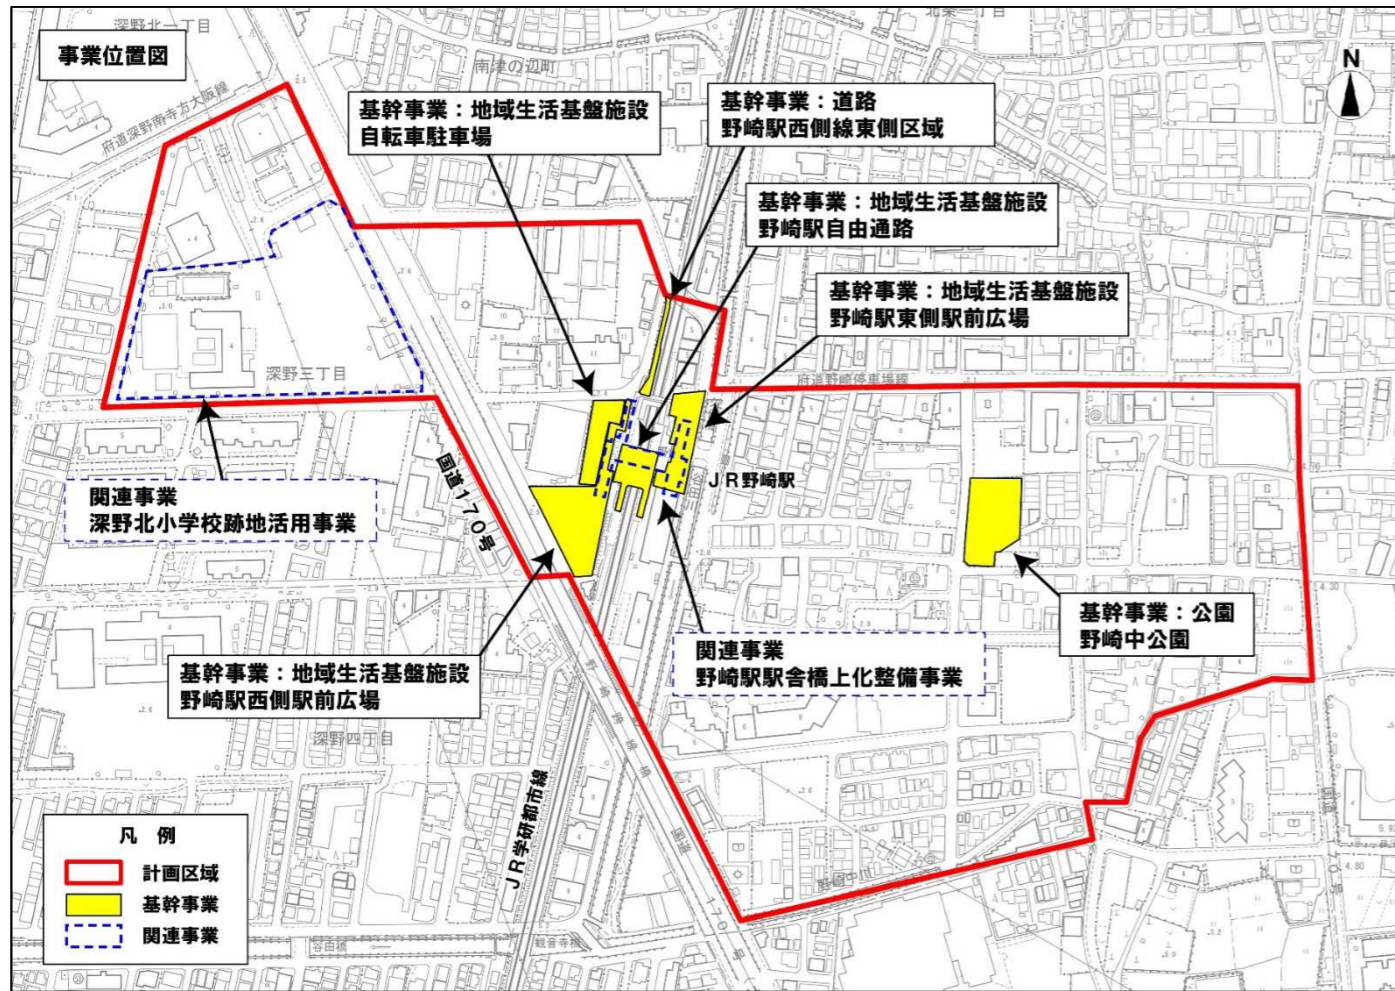 事業位置図
深野北一丁目
南津の辺町
府道深野南寺方大阪線
N
基幹事業：地域生活基盤施設
自転車駐車場
基幹事業：道路
野崎駅西側線東側区域
基幹事業：地域生活基盤施設
野崎駅自由通路
基幹事業：地域生活基盤施設
野崎駅東側駅前広場
府道野崎停車場線
深野三丁目
関連事業
深野北小学校跡地活用事業
国道１７０号
ＪＲ野崎駅
基幹事業：公園
野崎中公園
関連事業
野崎駅駅舎橋上化整備事業
基幹事業：地域生活基盤施設
野崎駅西側駅前広場
深野四丁目
ＪＲ学研都市線
野崎中川
谷田橋
観音寺橋
凡 例
計画区域
基幹事業
関連事業